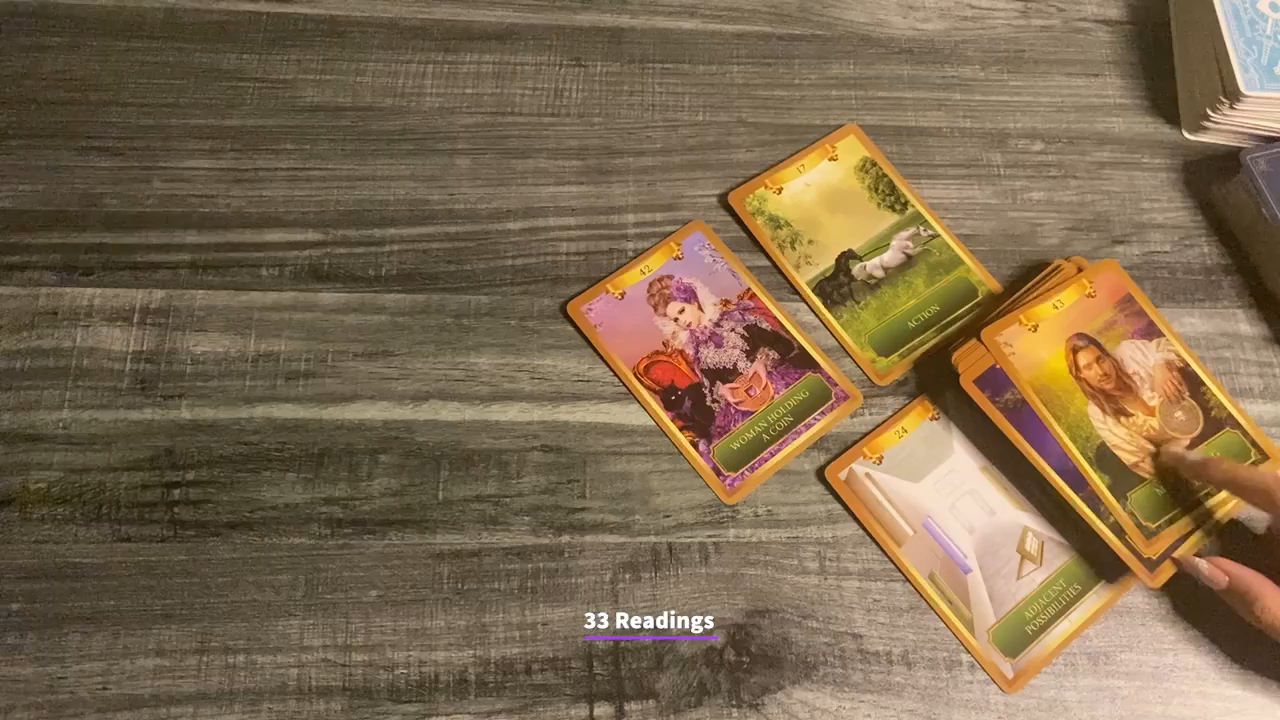 17
ACTION
42
WOMAN HOLDING
A COIN
43
24
ADJACENT
POSSIBILITIES
33 Readings